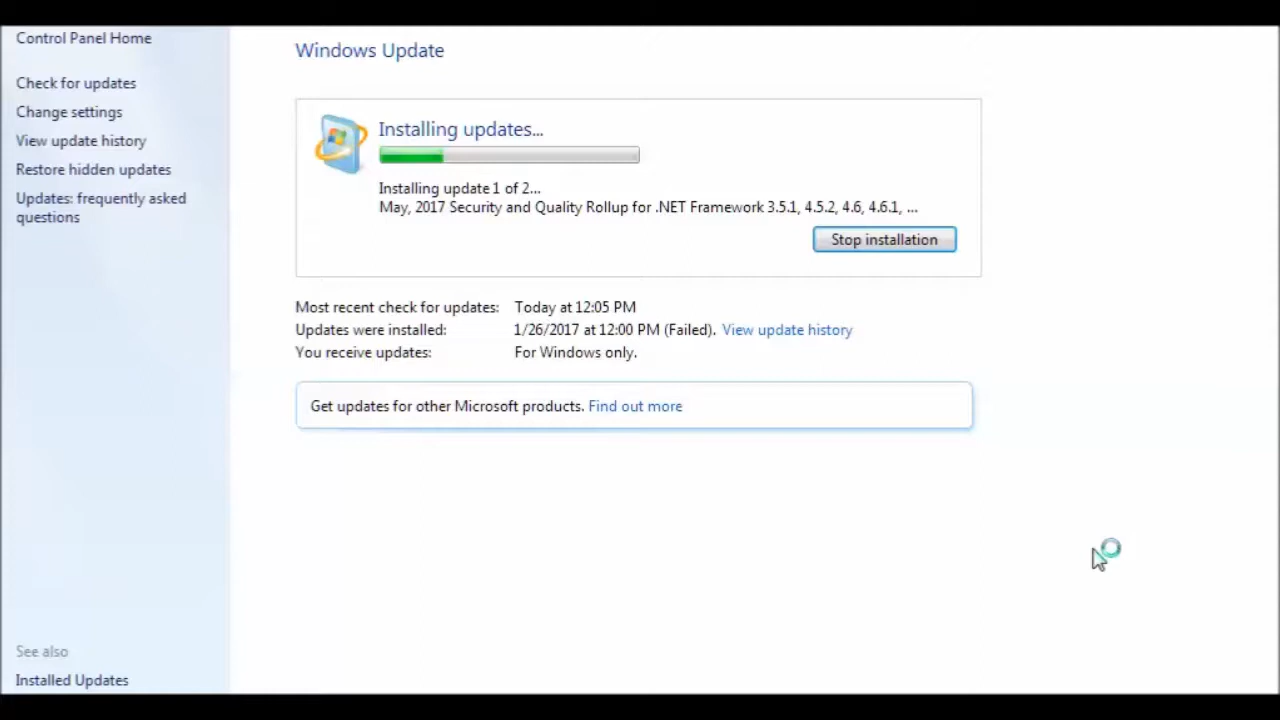 Control Panel Home
Check for updates
Change settings
View update history
Restore hidden updates
Updates: frequently asked
questions
See also
Installed Updates
Windows Update
Installing updates...
Installing update 1 of 2...
May, 2017 Security and Quality Rollup for .NET Framework 3.5.1, 4.5.2, 4.6, 4.6.1, ...
Stop installation
Most recent check for updates: Today at 12:05 PM
Updates were installed: 1/26/2017 at 12:00 PM (Failed). View update history
You receive updates: For Windows only.
Get updates for other Microsoft products. Find out more